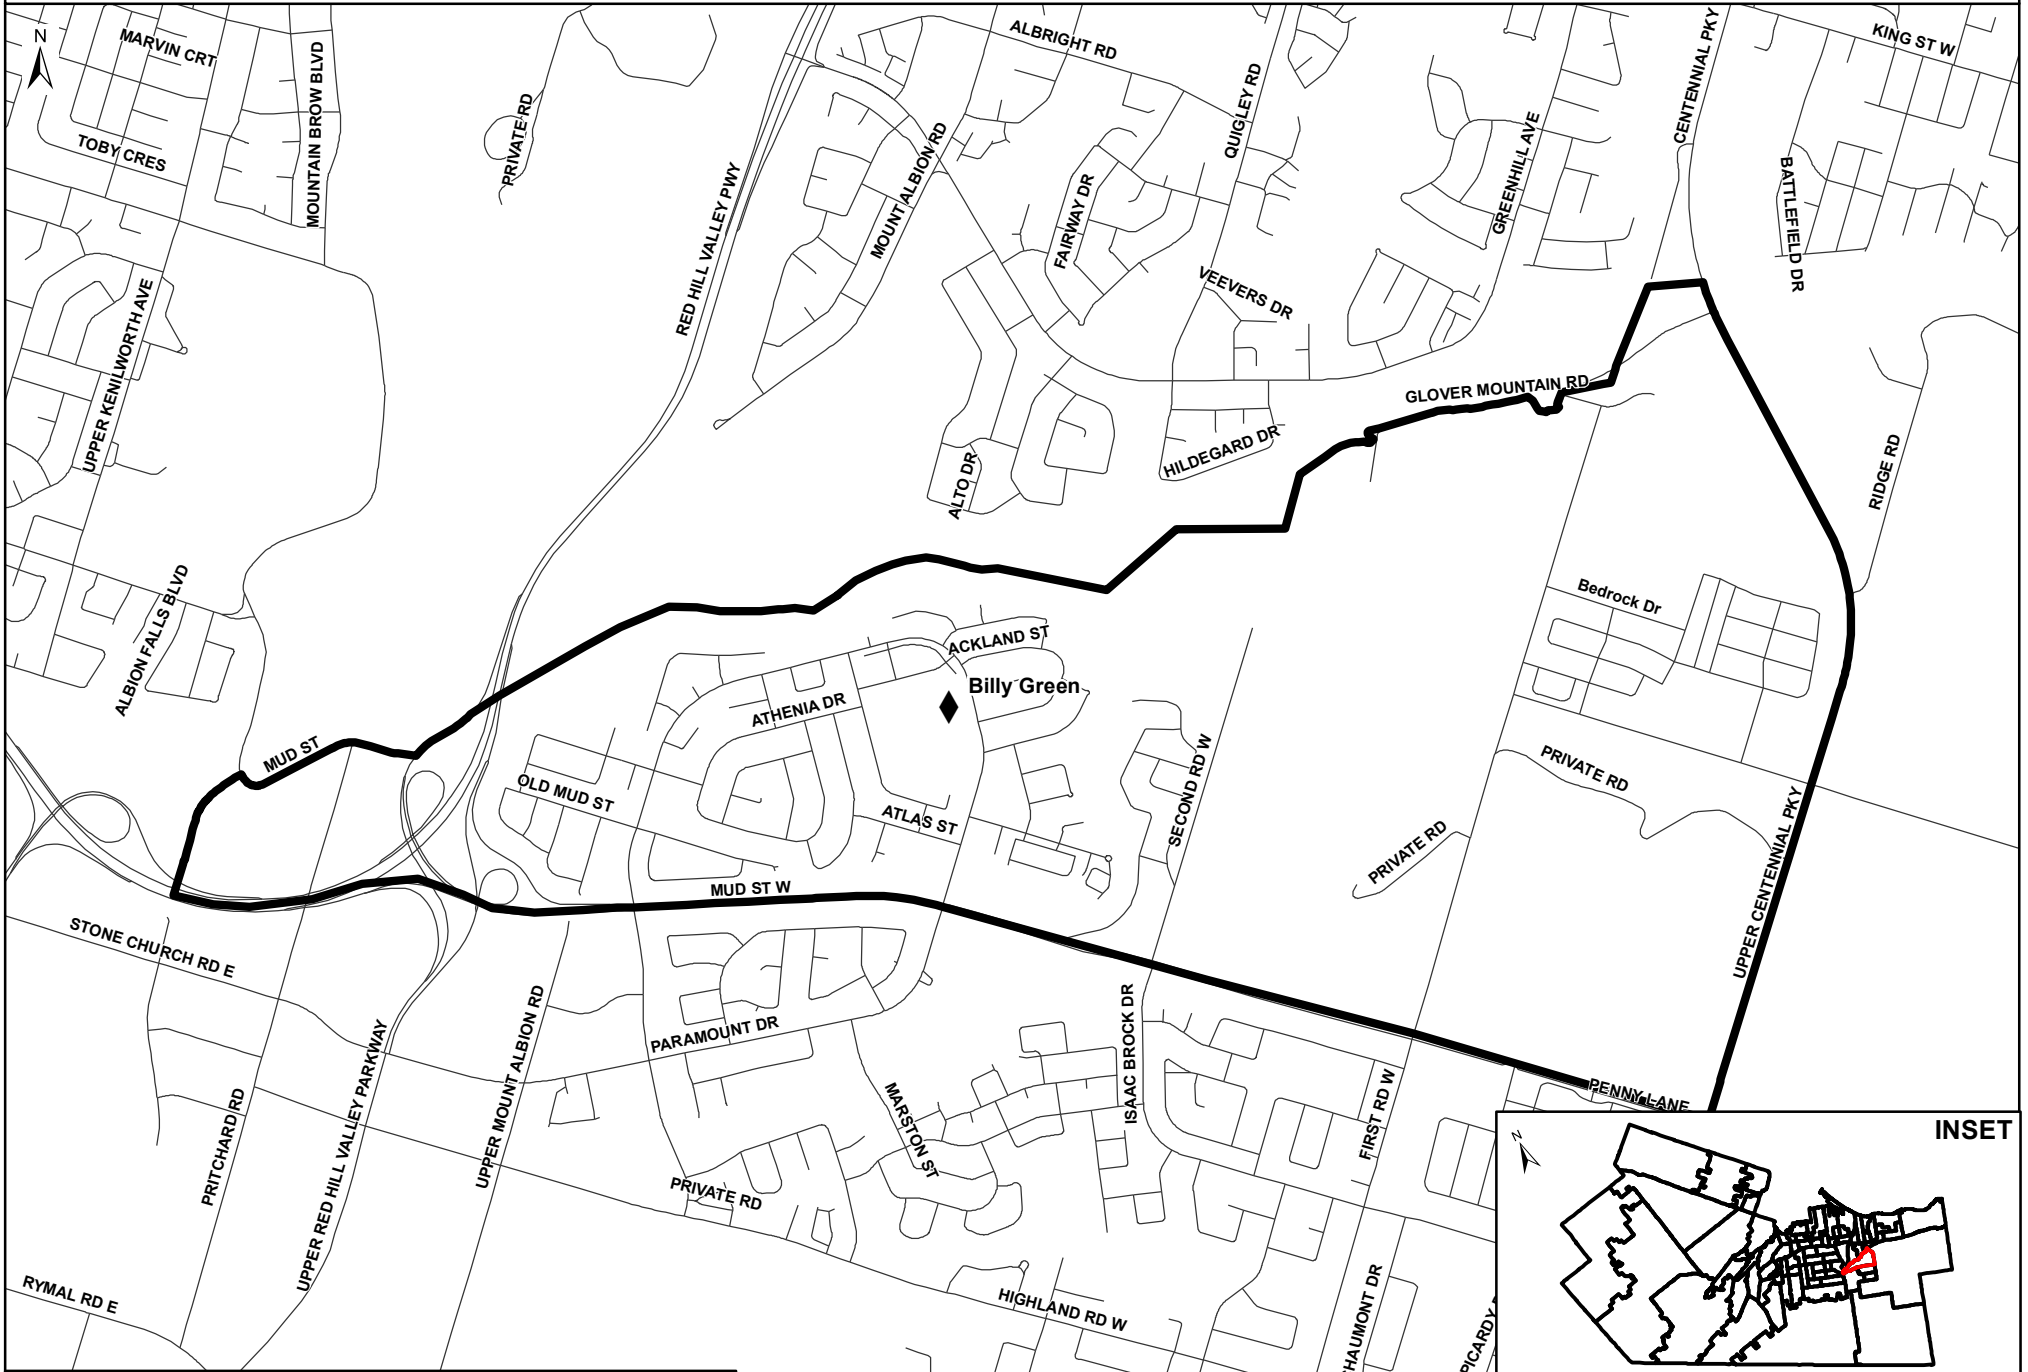 N
MARVIN CRT
MOUNTAIN BROW BLVD
TOBY CRES
PRIVATE RD
ALBRIGHT RD
QUIGLEY RD
CENTENNIAL PKY
KING ST W
MOUNT ALBION RD
RED HILL VALLEY PWY
FAIRWAY DR
GREENHILL AVE
BATTLEFIELD DR
VEEVERS DR
UPPER KENILWORTH AVE
GLOVER MOUNTAIN RD
HILDEGARD DR
ALTO DR
RIDGE RD
ALBION FALLS BLVD
Bedrock Dr
ACKLAND ST
Billy Green
ATHENIA DR
MUD ST
OLD MUD ST
ATLAS ST
SECOND RD W
PRIVATE RD
PRIVATE RD
UPPER CENTENNIAL PKY
MUD ST W
STONE CHURCH RD E
PARAMOUNT DR
ISAAC BROCK DR
UPPER MOUNT ALBION RD
PRITCHARD RD
UPPER RED HILL VALLEY PARKWAY
MARSTON ST
FIRST RD W
PENNY LANE
PRIVATE RD
RYMAL RD E
HIGHLAND RD W
HAUMONT DR
PICARDY
INSET
N